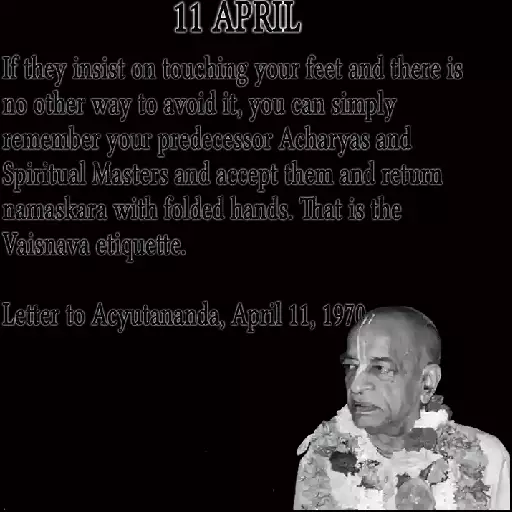 11 APRIL
If they insist on touching your feet and there is
no other way to avoid it, you can simply
remember your predecessor Acharyas and
Spiritual Masters and accept them and return
namaskara with folded hands. That is the
Vaisnava etiquette.
Letter to Acyutananda, April 11, 1970